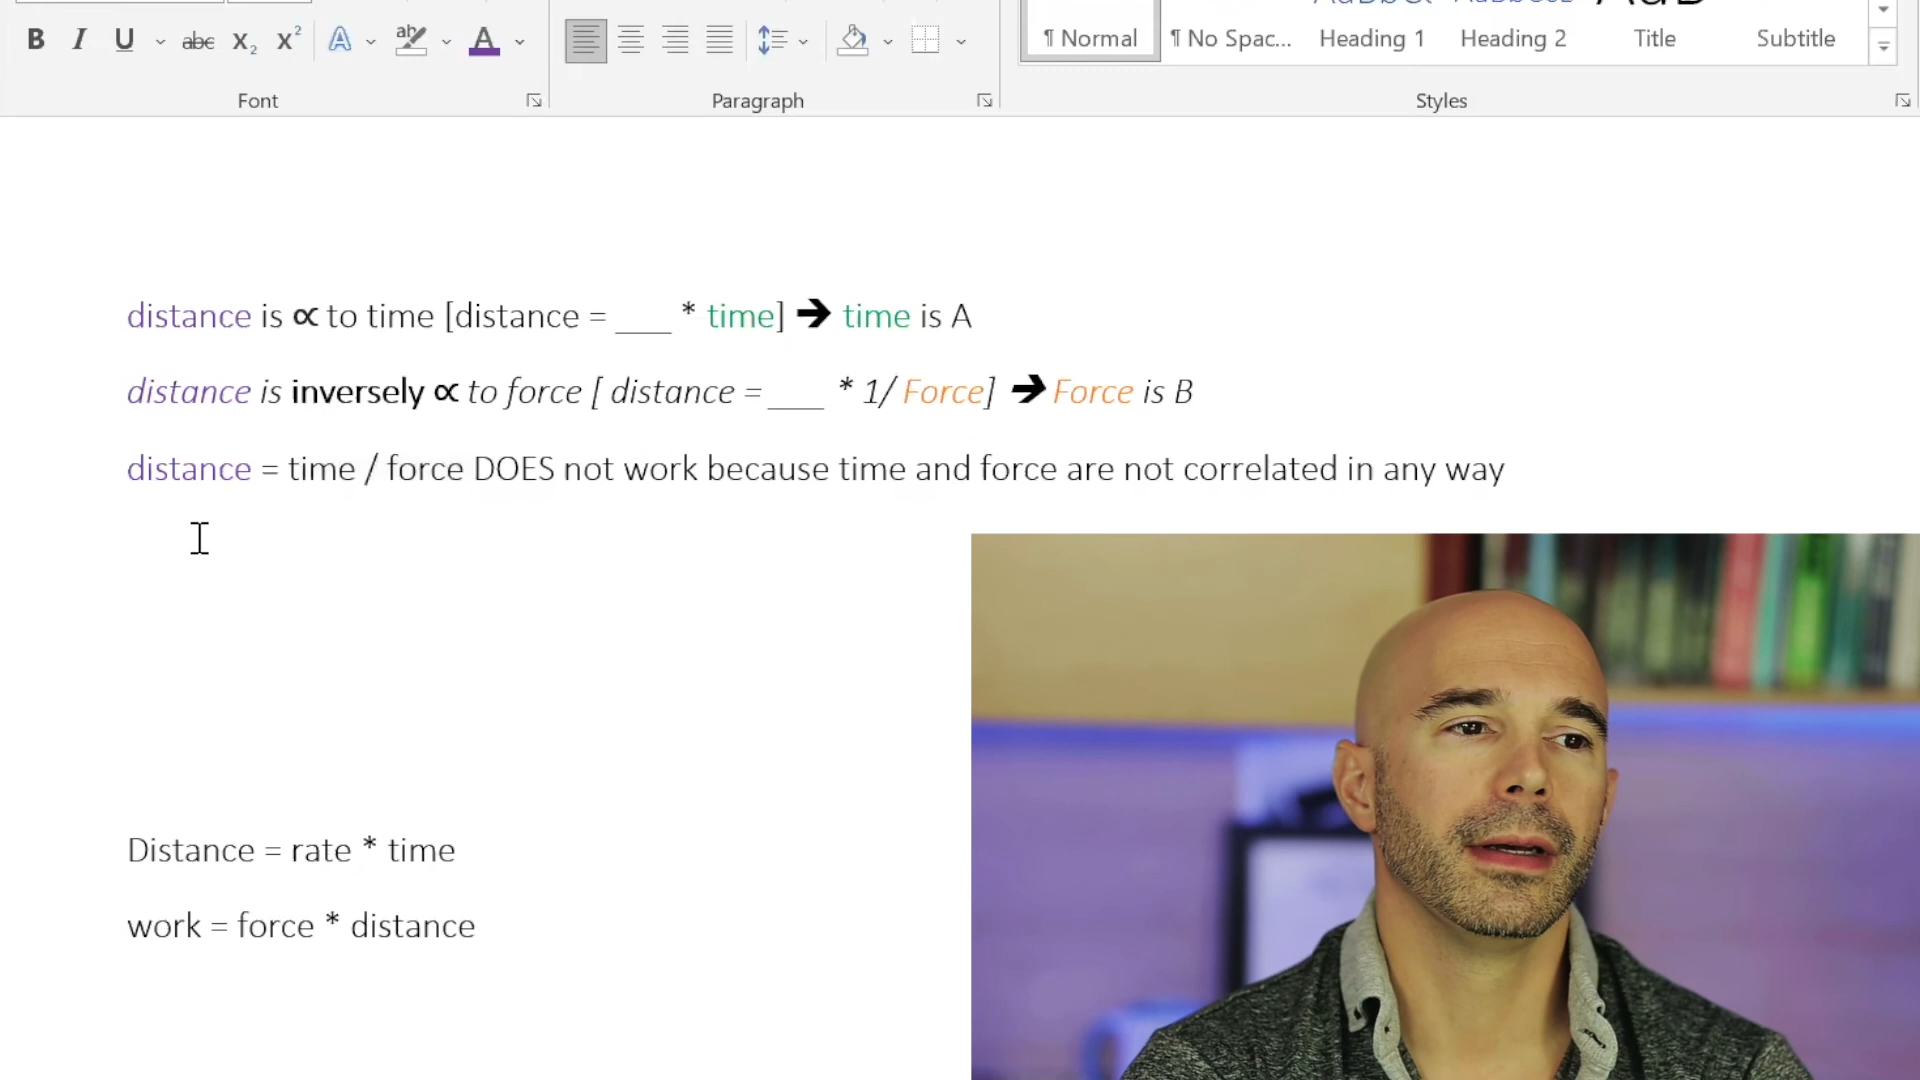 B I U abc X₂ X² A ab A
Font
Paragraph
¶ Normal ¶ No Spac... Heading 1 Heading 2 Title Subtitle
Styles
distance is ∝ to time [distance = ___ * time] ➔ time is A
distance is inversely ∝ to force [ distance = ___ * 1/ Force] ➔ Force is B
distance = time / force DOES not work because time and force are not correlated in any way
Distance = rate * time
work = force * distance